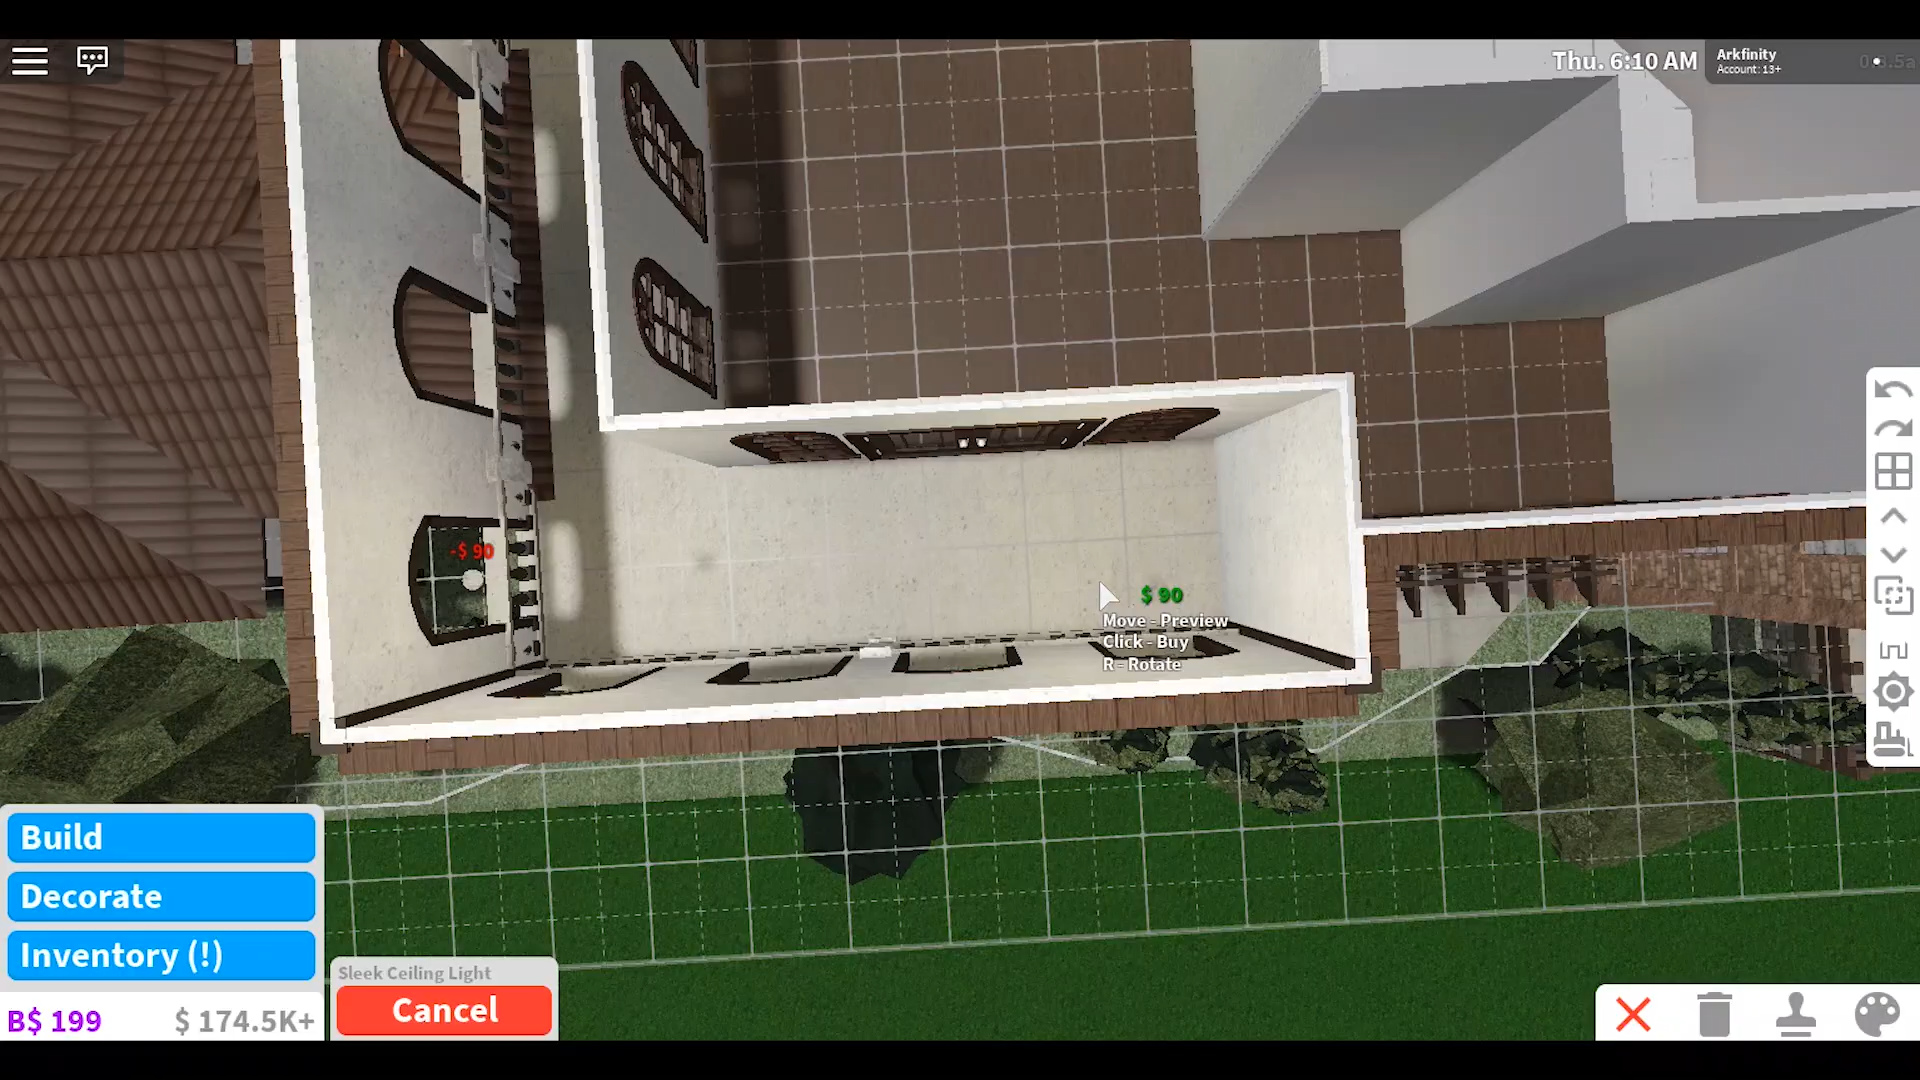 Thu. 6:10 AM
Arkfinity
Account: 13+
-$ 90
$ 90
Move - Preview
Click - Buy
R - Rotate
Build
Decorate
Inventory (!)
B$ 199
$ 174.5K+
Sleek Ceiling Light
Cancel